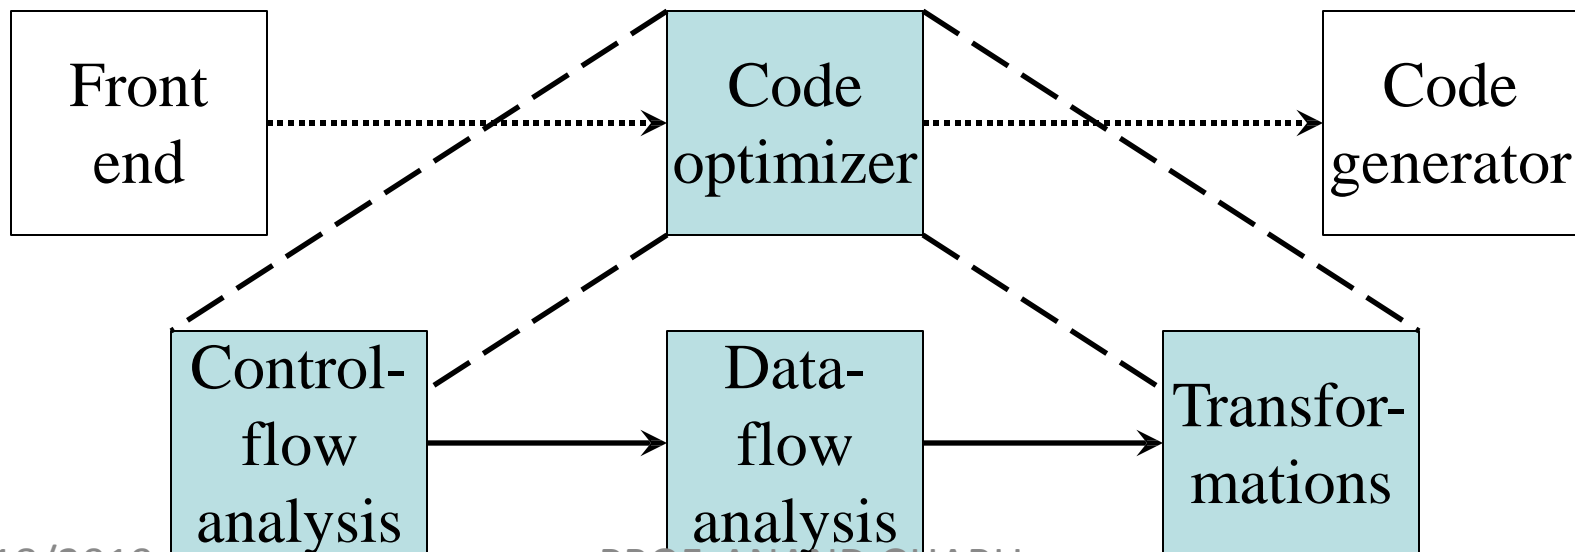 Front
end
Code
optimizer
Code
generator
Control-
flow
analysis
Data-
flow
analysis
Transfor-
mations